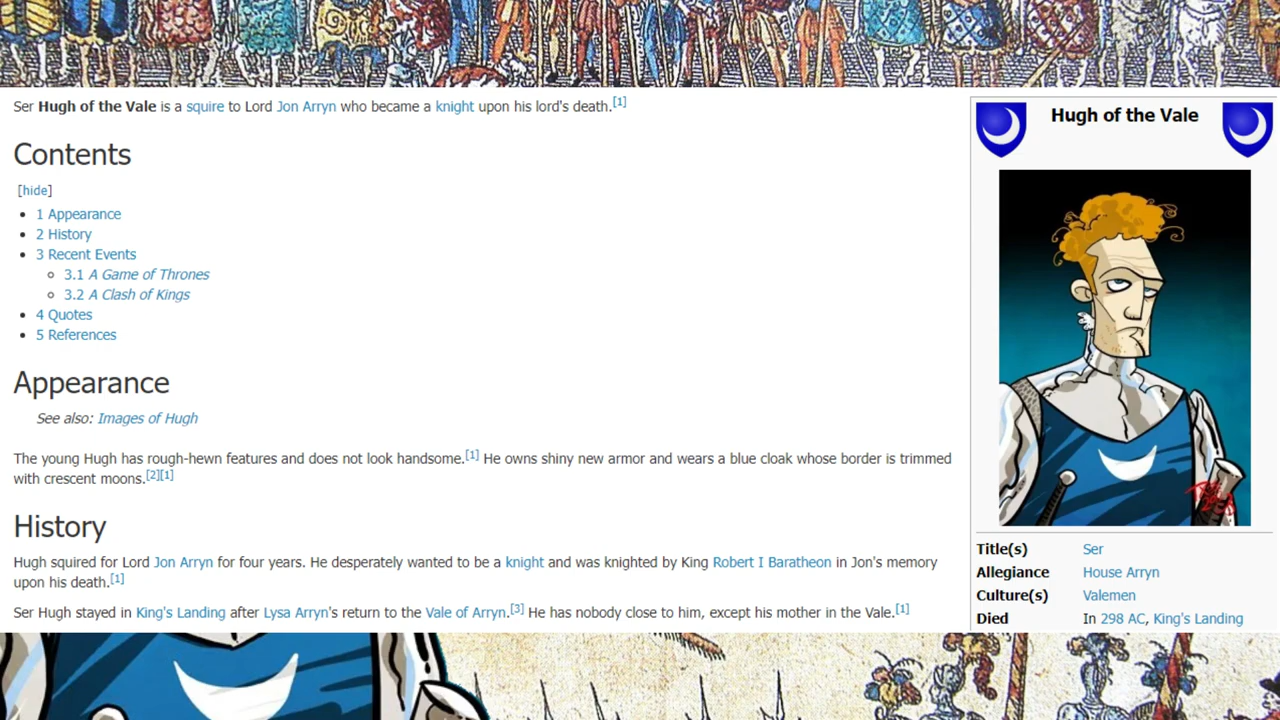 Ser Hugh of the Vale is a squire to Lord Jon Arryn who became a knight upon his lord's death.[1]
Contents
[hide]
1 Appearance
2 History
3 Recent Events
3.1 A Game of Thrones
3.2 A Clash of Kings
4 Quotes
5 References
Appearance
See also: Images of Hugh
The young Hugh has rough-hewn features and does not look handsome.[1] He owns shiny new armor and wears a blue cloak whose border is trimmed
with crescent moons.[2][1]
History
Hugh squired for Lord Jon Arryn for four years. He desperately wanted to be a knight and was knighted by King Robert I Baratheon in Jon's memory
upon his death.[1]
Ser Hugh stayed in King's Landing after Lysa Arryn's return to the Vale of Arryn.[3] He has nobody close to him, except his mother in the Vale.[1]
Hugh of the Vale
Title(s) Ser
Allegiance House Arryn
Culture(s) Valemen
Died In 298 AC, King's Landing